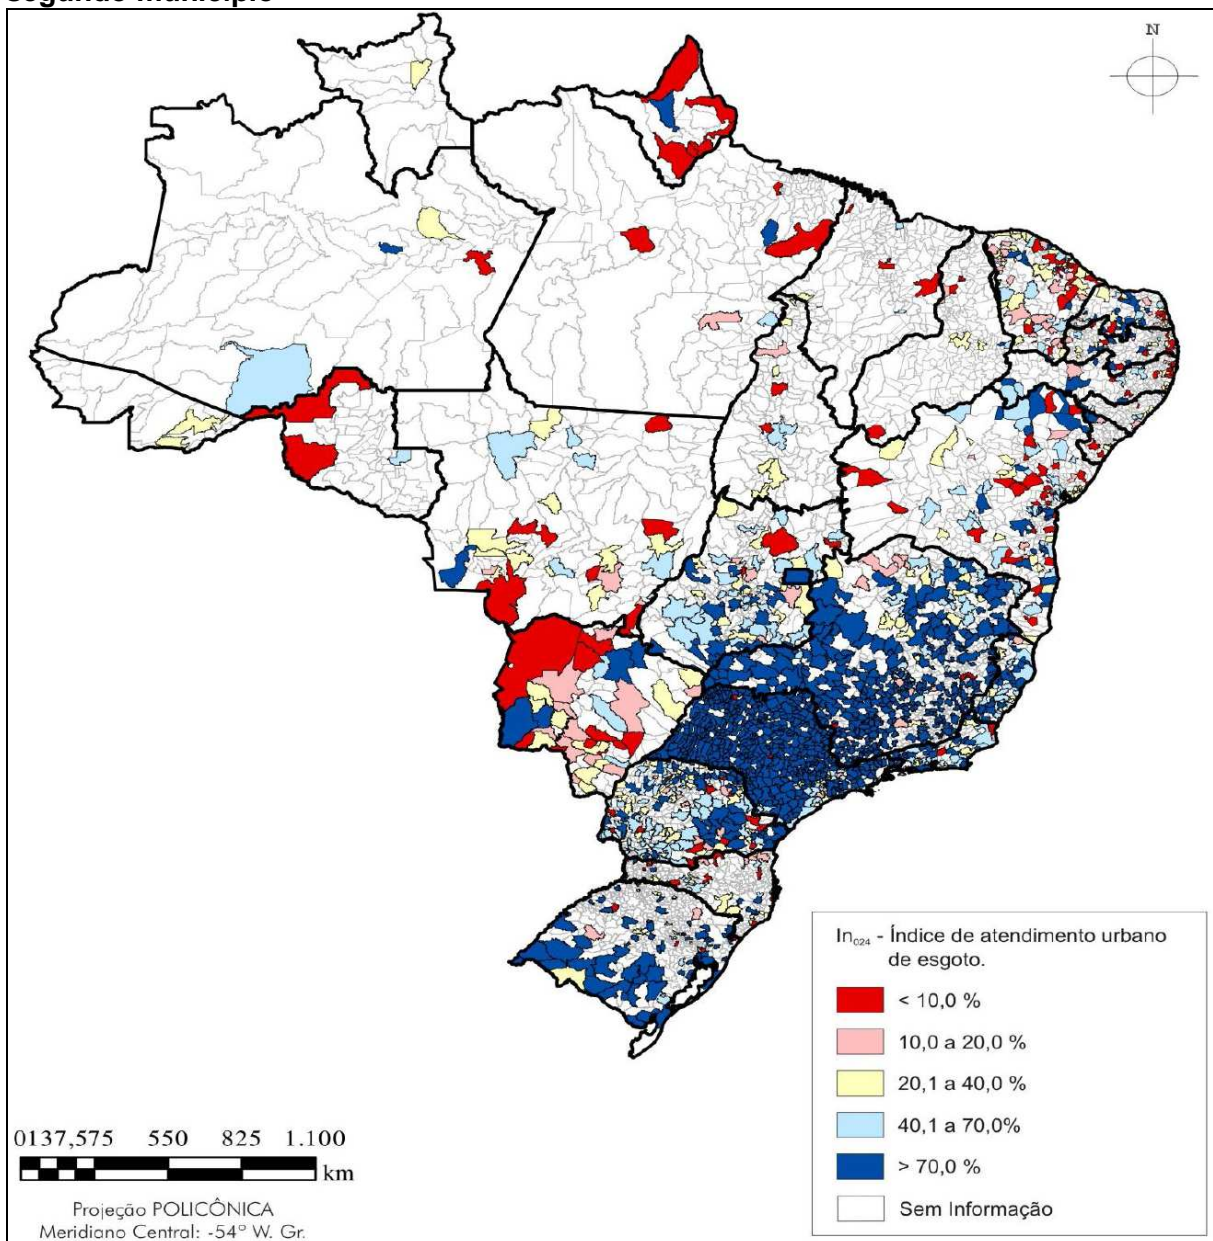 segundo município
N
In024 - Índice de atendimento urbano
de esgoto.
< 10,0 %
10,0 a 20,0 %
20,1 a 40,0 %
40,1 a 70,0%
> 70,0 %
Sem Informação
0137,575 550 825 1.100
km
Projeção POLICÔNICA
Meridiano Central: -54º W. Gr.